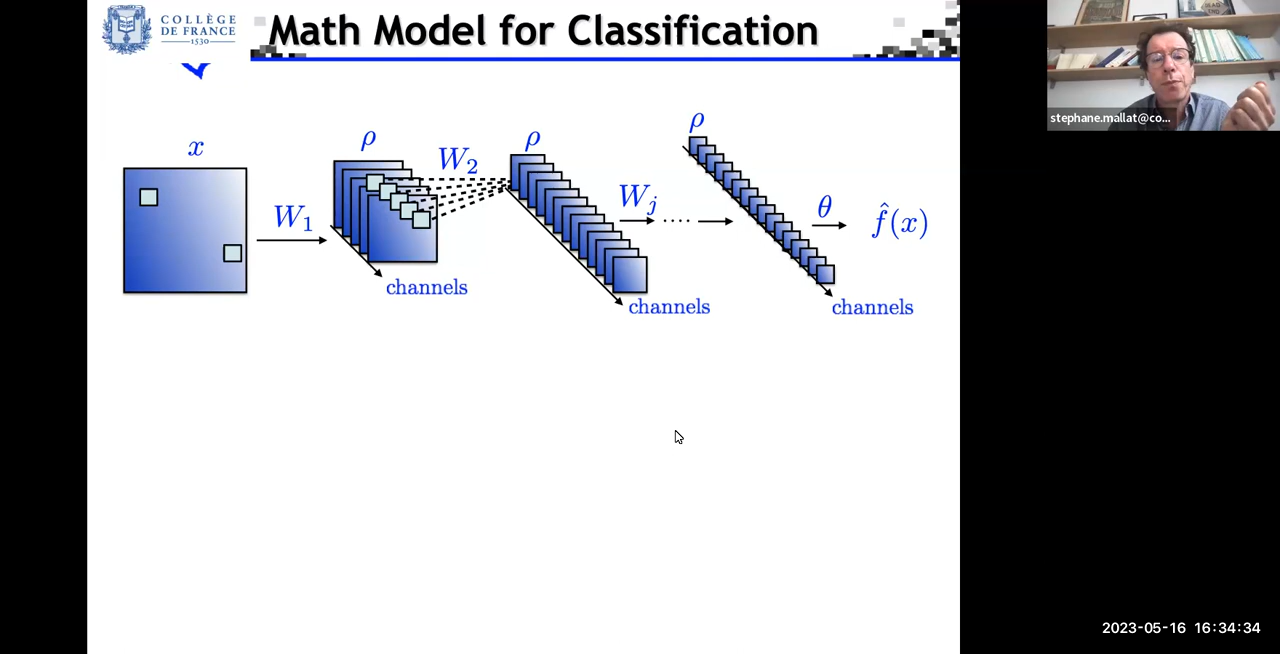 COLLÈGE
DE FRANCE
1530
Math Model for Classification
stephane.mallat@co...
x
ρ
W₂
ρ
ρ
W₁
Wⱼ
....
θ
f̂(x)
channels
channels
channels
2023-05-16 16:34:34